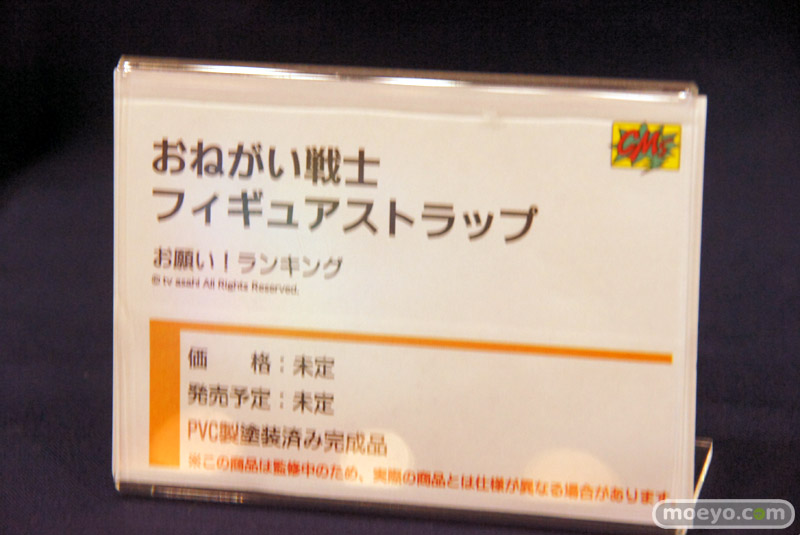 おねがい戦士
フィギュアストラップ
GM's
お願い！ランキング
© tv asahi All Rights Reserved.
価　格：未定
発売予定：未定
PVC製塗装済み完成品
※この商品は監修中のため、実際の商品とは仕様が異なる場合があります
moeyo.com